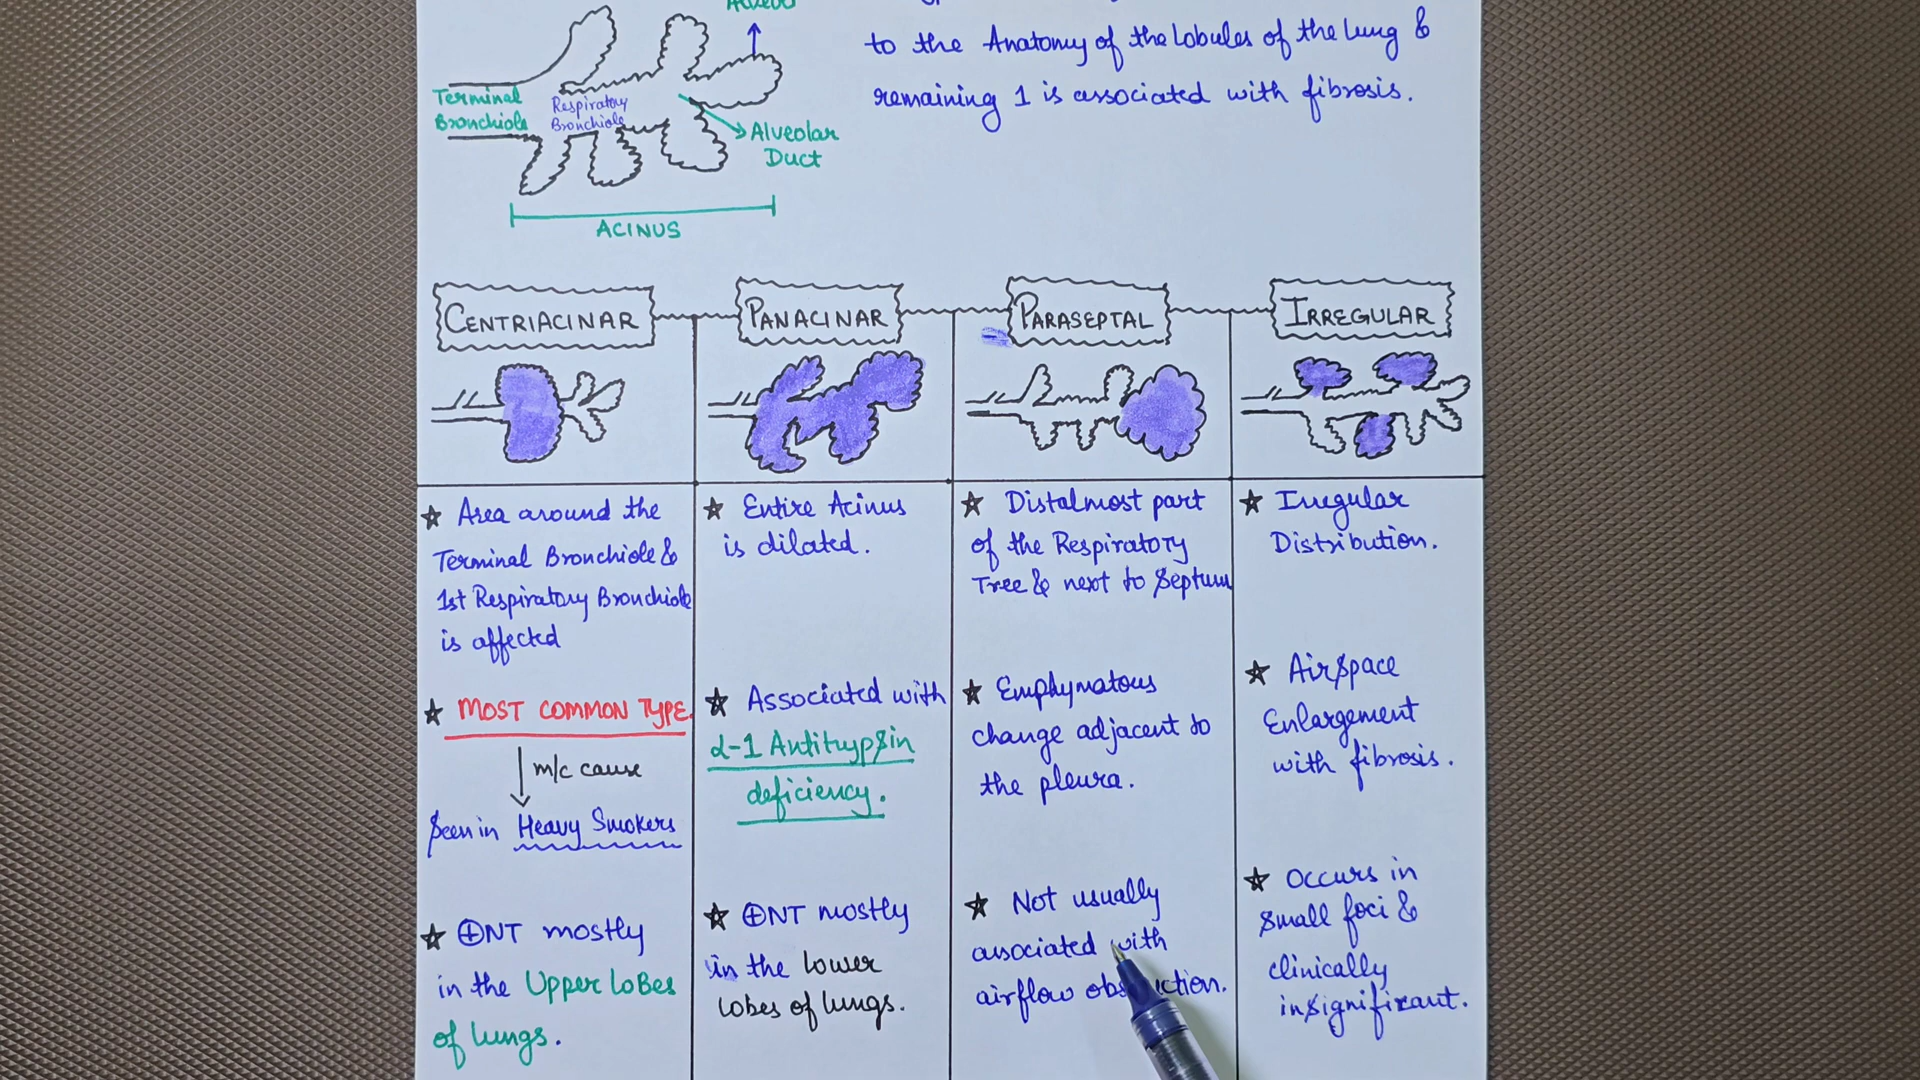 to the Anatomy of the Lobules of the Lung &
remaining 1 is associated with fibrosis.
Terminal
Bronchiole
Respiratory
Bronchiole
Alveolar
Duct
ACINUS
CENTRIACINAR
PANACINAR
PARASEPTAL
IRREGULAR
☆ Area around the
Terminal Bronchiole &
1st Respiratory Bronchiole
is affected
☆ MOST COMMON TYPE.
m/c cause
Seen in Heavy Smokers
☆ ⊕NT mostly
in the Upper Lobes
of lungs.
☆ Entire Acinus
is dilated.
☆ Associated with
α-1 Antitrypsin
deficiency.
☆ ⊕NT mostly
in the lower
lobes of lungs.
☆ Distalmost part
of the Respiratory
Tree & next to Septum
☆ Emphymatous
change adjacent to
the pleura.
☆ Not usually
associated with
airflow obstruction.
☆ Irregular
Distribution.
☆ Airspace
Enlargement
with fibrosis.
☆ Occurs in
small foci &
clinically
insignificant.